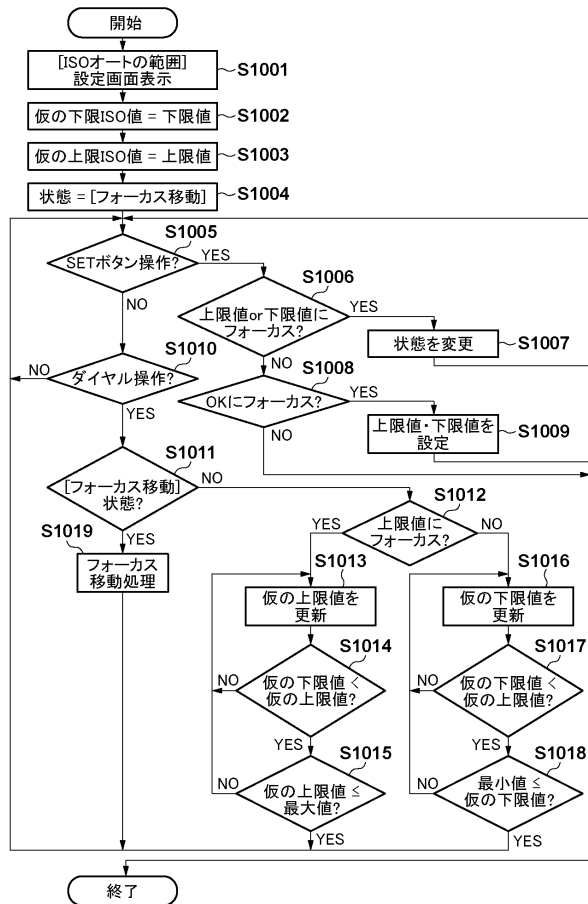 開始
[ISOオートの範囲]
設定画面表示
S1001
仮の下限ISO値 = 下限値
S1002
仮の上限ISO値 = 上限値
S1003
状態 = [フォーカス移動]
S1004
S1005
SETボタン操作?
YES
NO
S1006
上限値or下限値に
フォーカス?
YES
NO
状態を変更
S1007
S1010
NO
ダイヤル操作?
YES
S1008
OKにフォーカス?
YES
NO
上限値・下限値を
設定
S1009
S1011
[フォーカス移動]
状態?
NO
YES
S1019
フォーカス
移動処理
S1012
YES
上限値に
フォーカス?
NO
S1013
仮の上限値を
更新
S1016
仮の下限値を
更新
S1014
NO
仮の下限値 <
仮の上限値?
YES
S1017
NO
仮の下限値 <
仮の上限値?
YES
S1015
NO
仮の上限値 ≦
最大値?
YES
S1018
NO
最小値 ≦
仮の下限値?
YES
終了